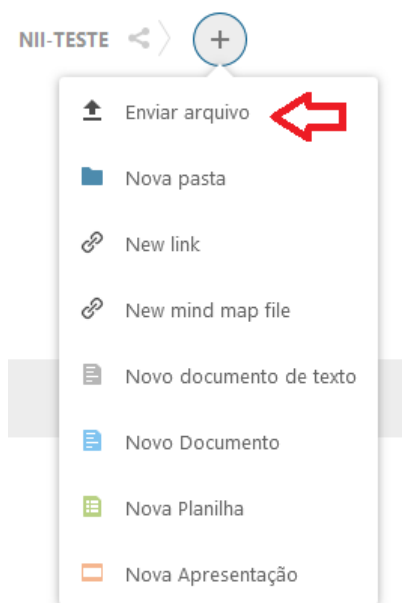 NII-TESTE
Enviar arquivo
Nova pasta
New link
New mind map file
Novo documento de texto
Novo Documento
Nova Planilha
Nova Apresentação